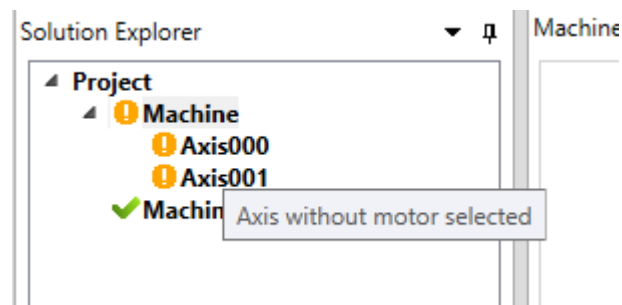 Solution Explorer
Machine
Project
Machine
Axis000
Axis001
Machin
Axis without motor selected